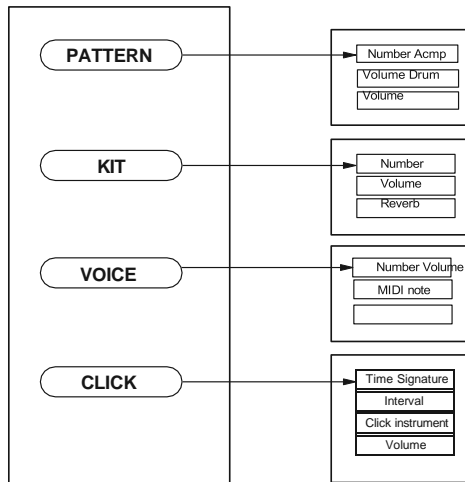 PATTERN
Number Acmp
Volume Drum
Volume
KIT
Number
Volume
Reverb
VOICE
Number Volume
MIDI note
CLICK
Time Signature
Interval
Click instrument
Volume